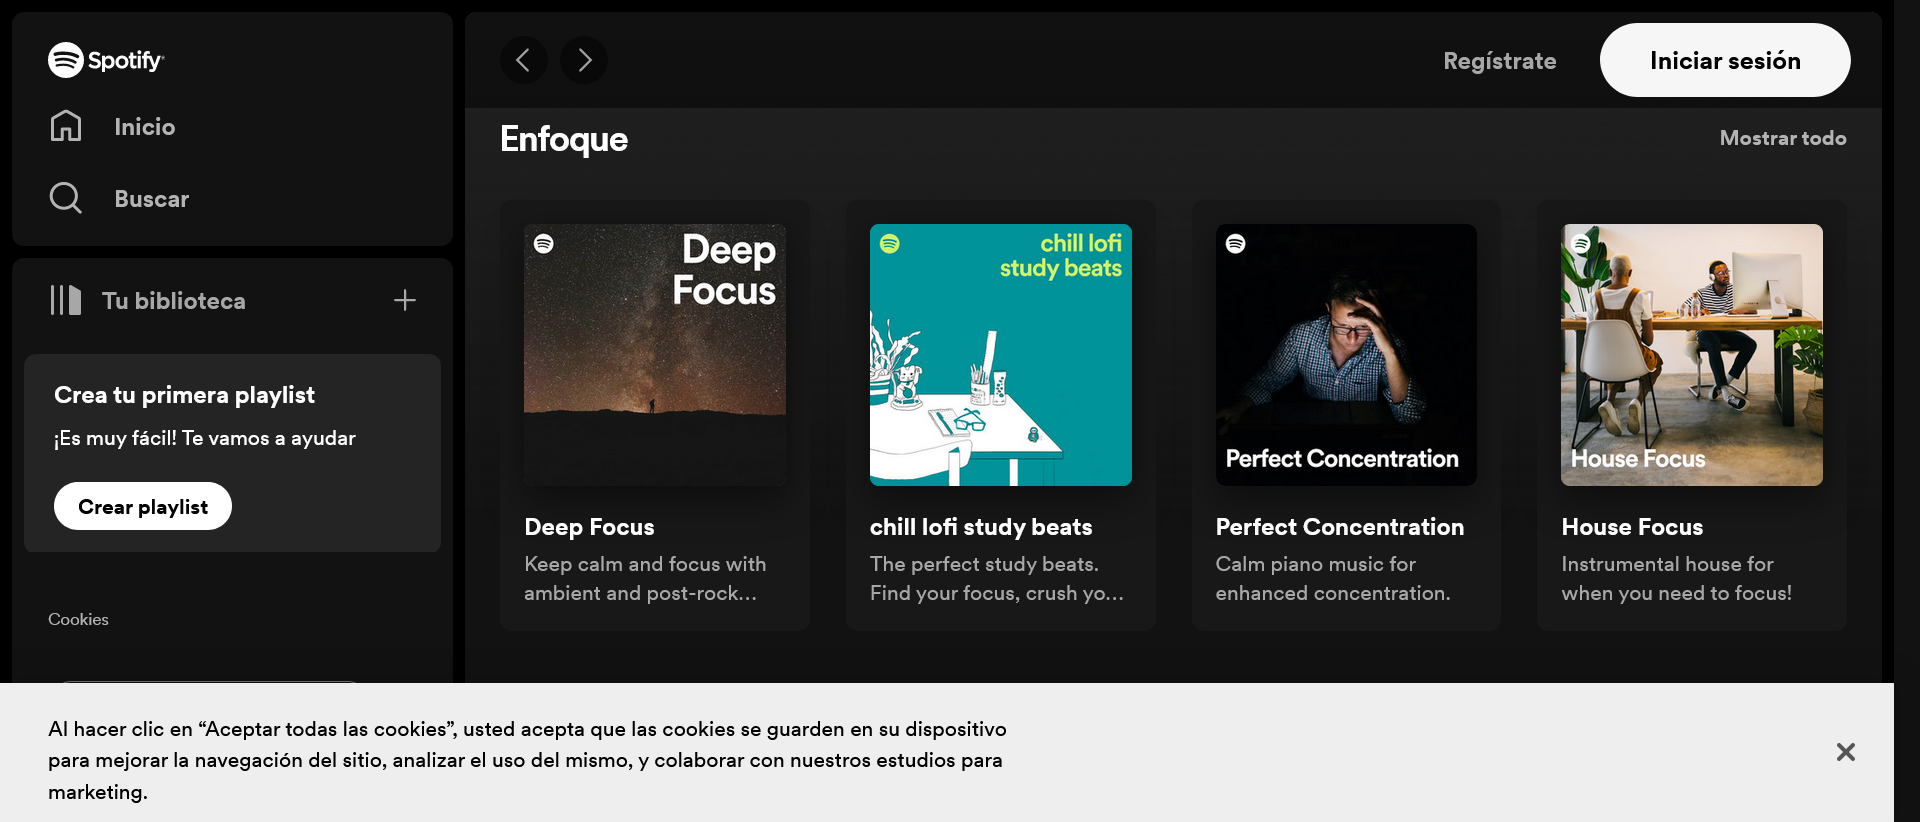 Spotify
Inicio
Buscar
Tu biblioteca
Crea tu primera playlist
¡Es muy fácil! Te vamos a ayudar
Crear playlist
Cookies
Regístrate
Iniciar sesión
Enfoque
Mostrar todo
Deep
Focus
Deep Focus
Keep calm and focus with
ambient and post-rock...
chill lofi
study beats
chill lofi study beats
The perfect study beats.
Find your focus, crush yo...
Perfect Concentration
Perfect Concentration
Calm piano music for
enhanced concentration.
House Focus
House Focus
Instrumental house for
when you need to focus!
Al hacer clic en “Aceptar todas las cookies”, usted acepta que las cookies se guarden en su dispositivo
para mejorar la navegación del sitio, analizar el uso del mismo, y colaborar con nuestros estudios para
marketing.